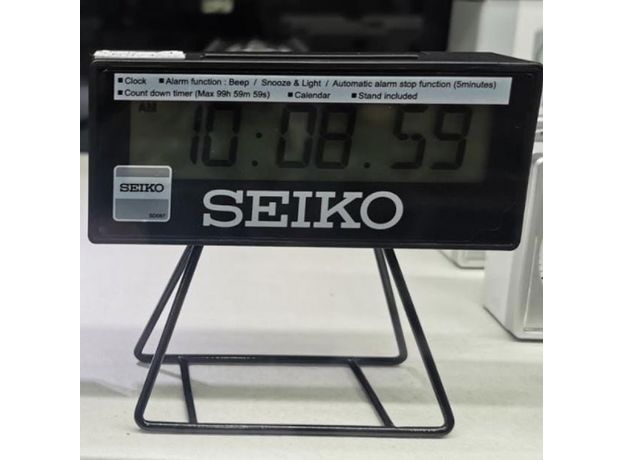 ■ Clock ■ Alarm function : Beep / Snooze & Light / Automatic alarm stop function (5minutes)
■ Count down timer (Max 99h 59m 59s) ■ Calendar ■ Stand included
AM
10:08.59
SEIKO
SEIKO